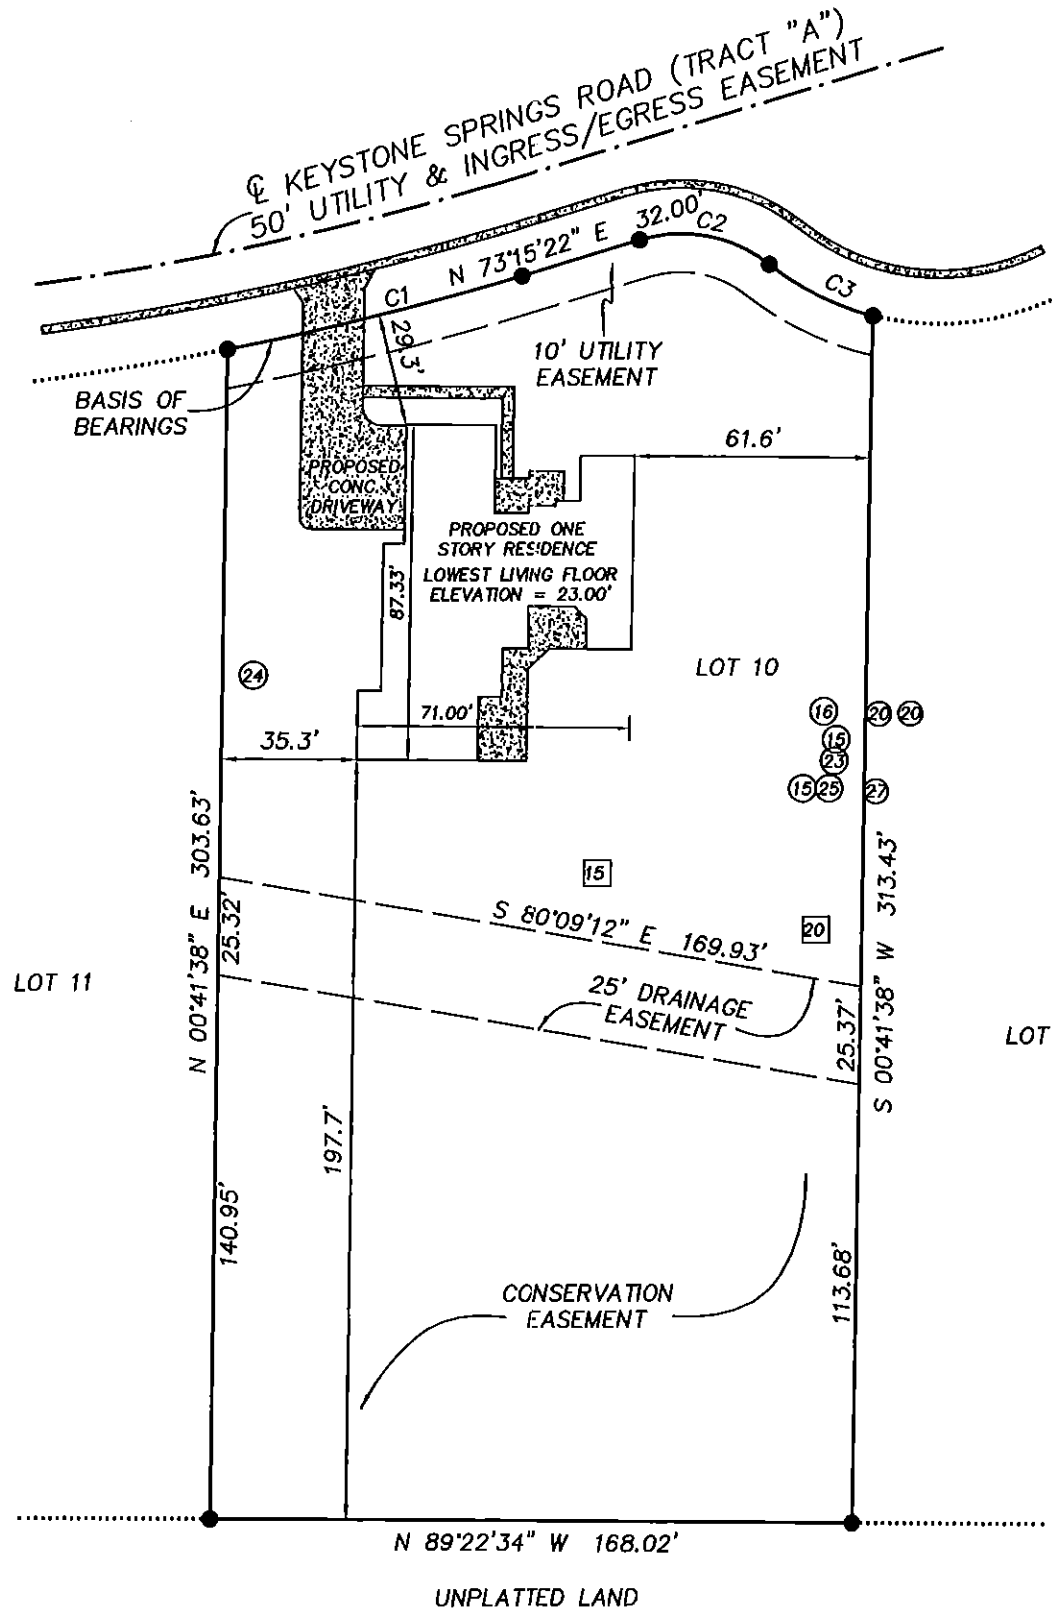 ℄ KEYSTONE SPRINGS ROAD (TRACT "A")
50' UTILITY & INGRESS/EGRESS EASEMENT
N 73°15'22" E 32.00'
C1
C2
C3
29.3'
10' UTILITY
EASEMENT
BASIS OF
BEARINGS
61.6'
PROPOSED
CONC.
DRIVEWAY
PROPOSED ONE
STORY RESIDENCE
LOWEST LIVING FLOOR
ELEVATION = 23.00'
87.33'
LOT 10
24
16
20
20
15
23
15
25
27
71.00'
35.3'
N 00°41'38" E 303.63'
S 00°41'38" W 313.43'
15
20
S 80°09'12" E 169.93'
25.32'
25.37'
25' DRAINAGE
EASEMENT
LOT 11
LOT
197.7'
140.95'
113.68'
CONSERVATION
EASEMENT
N 89°22'34" W 168.02'
UNPLATTED LAND